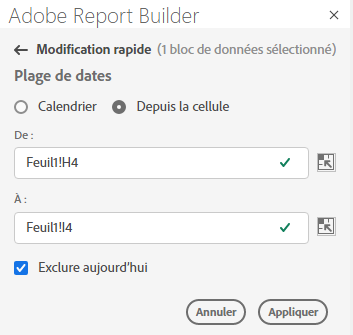 Adobe Report Builder
Modification rapide (1 bloc de données sélectionné)
Plage de dates
Calendrier Depuis la cellule
De :
Feuil1!H4
À :
Feuil1!I4
Exclure aujourd'hui
Annuler Appliquer